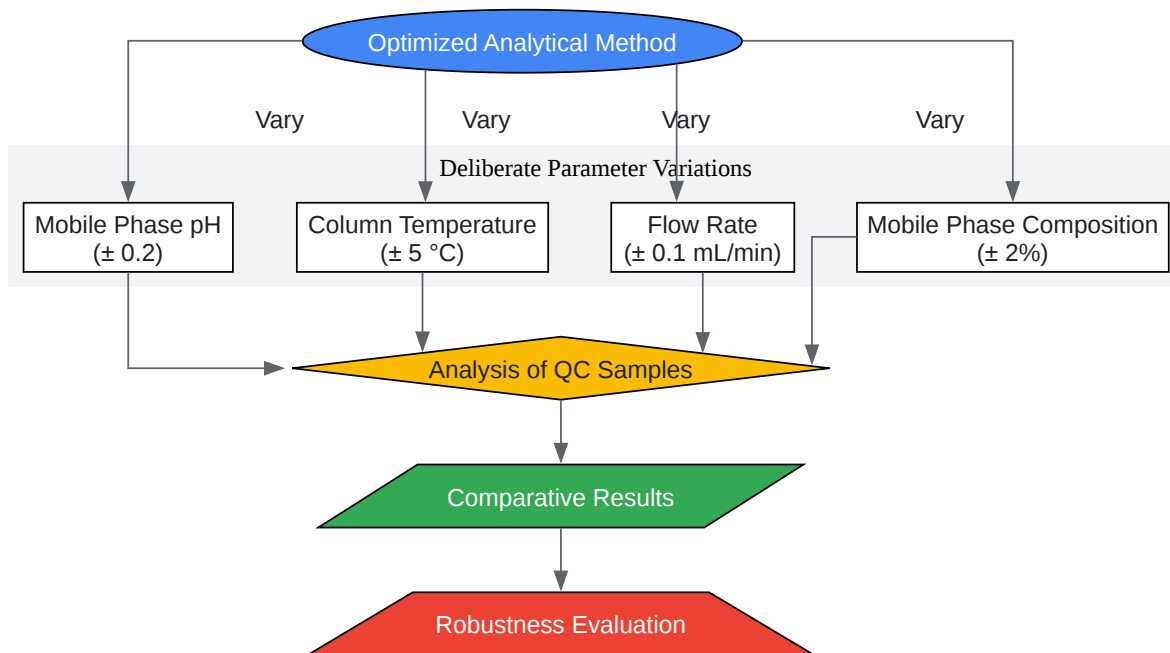 Optimized Analytical Method
Vary
Vary
Vary
Vary
Deliberate Parameter Variations
Mobile Phase pH
(± 0.2)
Column Temperature
(± 5 °C)
Flow Rate
(± 0.1 mL/min)
Mobile Phase Composition
(± 2%)
Analysis of QC Samples
Comparative Results
Robustness Evaluation